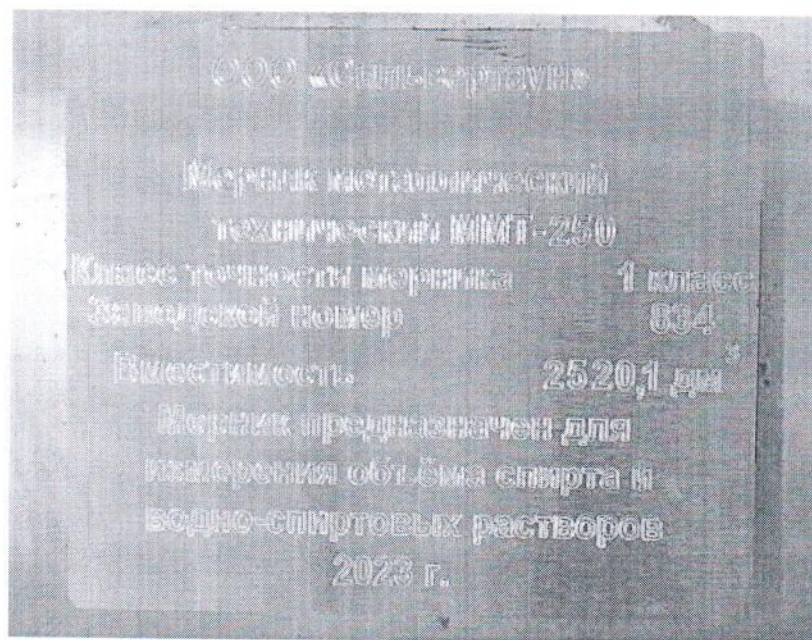 ООО «Сильвертаун»
Мерник металлический
технический ММТ-250
Класс точности мерника 1 класс
Заводской номер 834
Вместимость 2520,1 дм³
Мерник предназначен для
измерения объёма спирта и
водно-спиртовых растворов
2023 г.